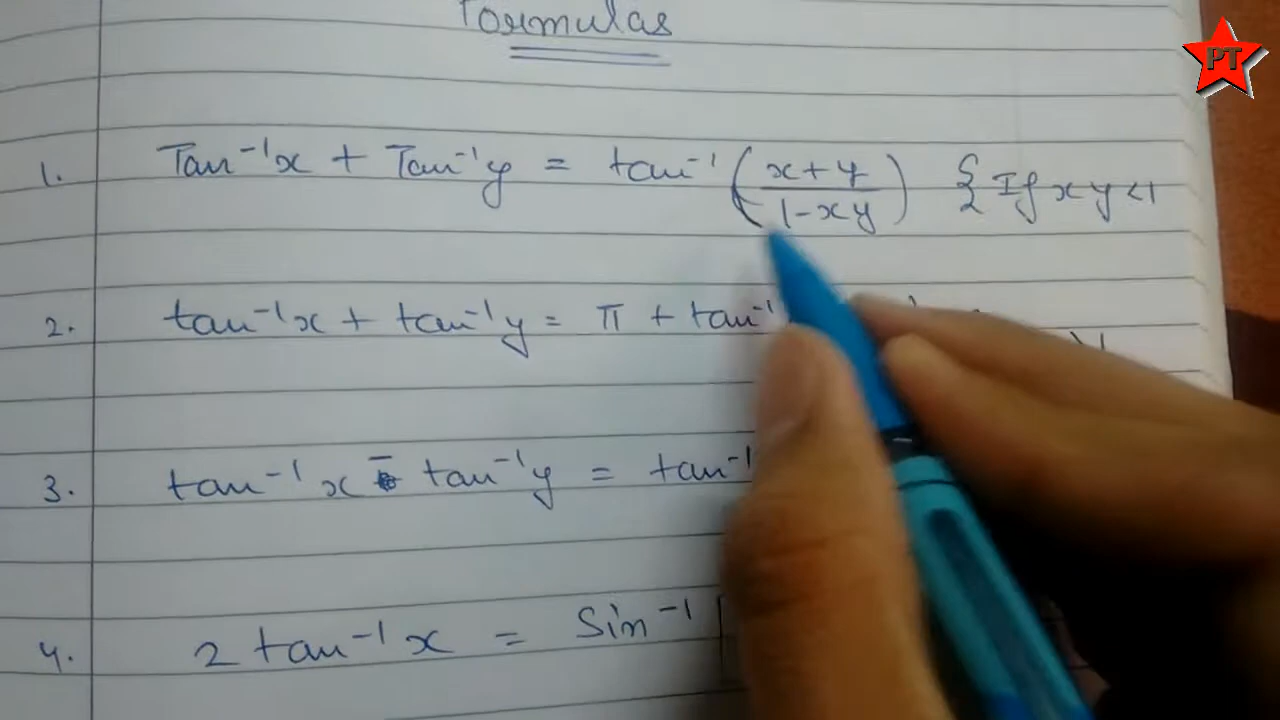 Formulas
PT
1. Tan⁻¹x + Tan⁻¹y = tan⁻¹ (x+y / 1-xy) { If xy<1
2. tan⁻¹x + tan⁻¹y = π + tan⁻¹
3. tan⁻¹x - tan⁻¹y = tan⁻¹
4. 2 tan⁻¹x = Sin⁻¹